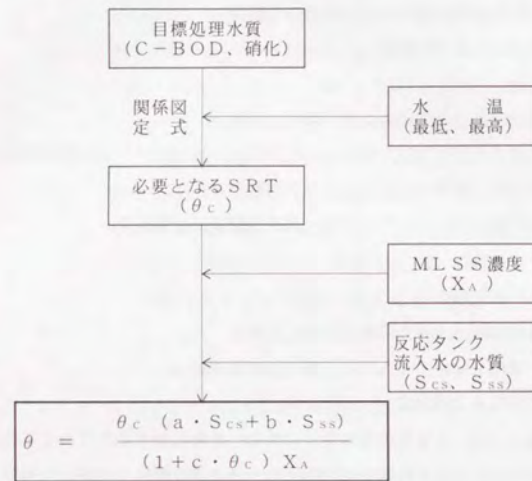 目標処理水質
(C-BOD、硝化)
関係図
定 式
水 温
(最低、最高)
必要となるSRT
(θc)
MLSS濃度
(XA)
反応タンク
流入水の水質
(Scs、Sss)
θ = θc (a・Scs+b・Sss)
(1+c・θc) XA